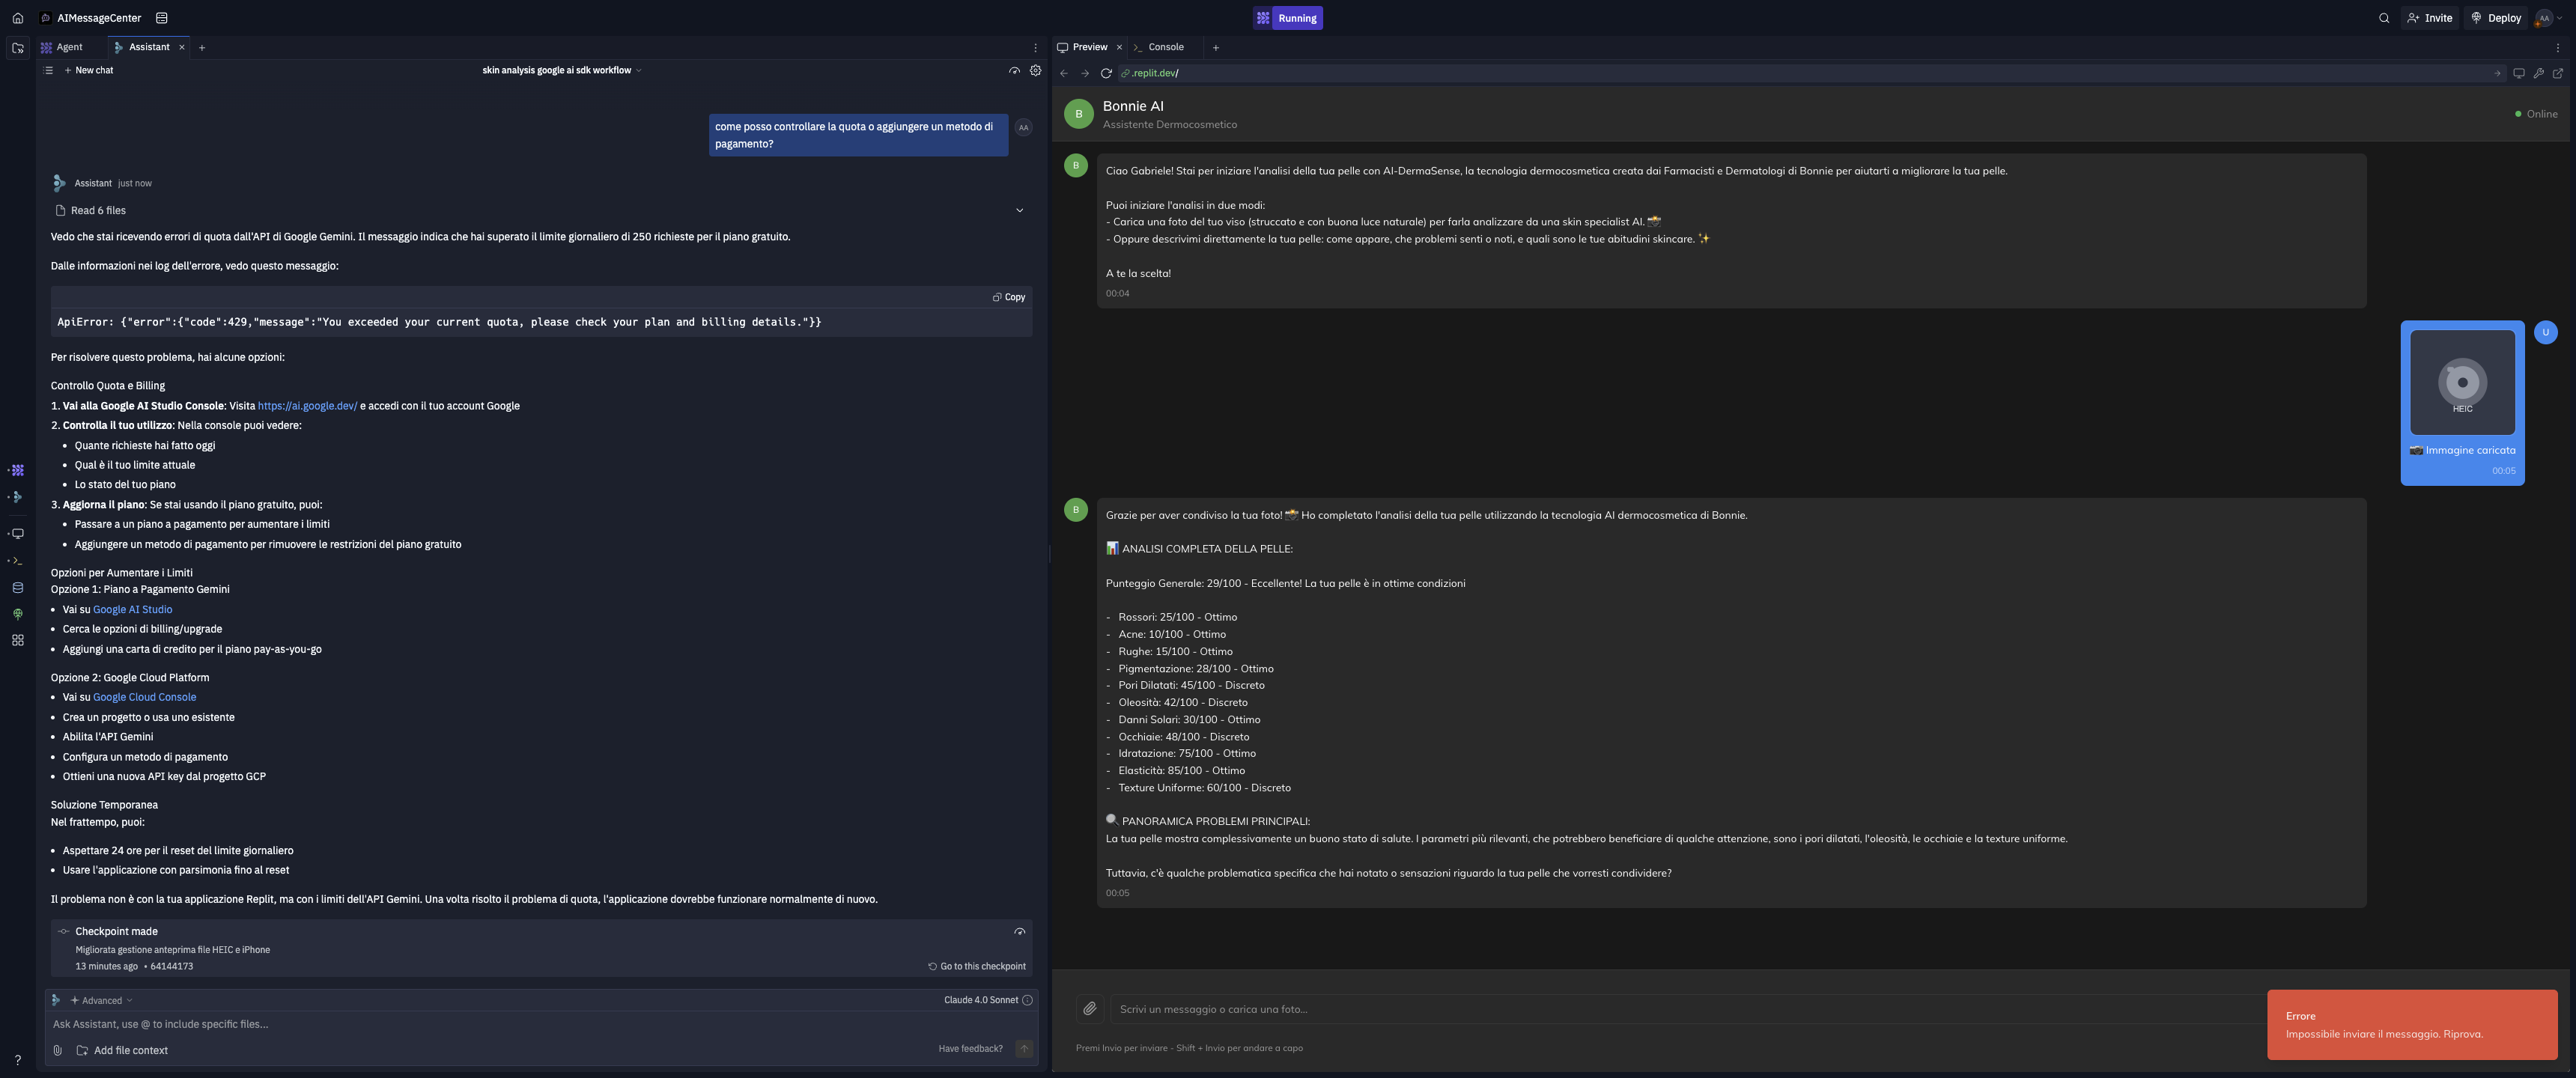 AIMessageCenter
Running
Invite
Deploy
AA
Agent
Assistant
New chat
skin analysis google ai sdk workflow
come posso controllare la quota o aggiungere un metodo di
pagamento?
AA
Assistant just now
Read 6 files
Vedo che stai ricevendo errori di quota dall'API di Google Gemini. Il messaggio indica che hai superato il limite giornaliero di 250 richieste per il piano gratuito.
Dalle informazioni nei log dell'errore, vedo questo messaggio:
Copy
ApiError: {"error":{"code":429,"message":"You exceeded your current quota, please check your plan and billing details."}}
Per risolvere questo problema, hai alcune opzioni:
Controllo Quota e Billing
1. Vai alla Google AI Studio Console: Visita https://ai.google.dev/ e accedi con il tuo account Google
2. Controlla il tuo utilizzo: Nella console puoi vedere:
• Quante richieste hai fatto oggi
• Qual è il tuo limite attuale
• Lo stato del tuo piano
3. Aggiorna il piano: Se stai usando il piano gratuito, puoi:
• Passare a un piano a pagamento per aumentare i limiti
• Aggiungere un metodo di pagamento per rimuovere le restrizioni del piano gratuito
Opzioni per Aumentare i Limiti
Opzione 1: Piano a Pagamento Gemini
• Vai su Google AI Studio
• Cerca le opzioni di billing/upgrade
• Aggiungi una carta di credito per il piano pay-as-you-go
Opzione 2: Google Cloud Platform
• Vai su Google Cloud Console
• Crea un progetto o usa uno esistente
• Abilita l'API Gemini
• Configura un metodo di pagamento
• Ottieni una nuova API key dal progetto GCP
Soluzione Temporanea
Nel frattempo, puoi:
• Aspettare 24 ore per il reset del limite giornaliero
• Usare l'applicazione con parsimonia fino al reset
Il problema non è con la tua applicazione Replit, ma con i limiti dell'API Gemini. Una volta risolto il problema di quota, l'applicazione dovrebbe funzionare normalmente di nuovo.
Checkpoint made
Migliorata gestione anteprima file HEIC e iPhone
13 minutes ago • 64144173
Go to this checkpoint
Advanced
Claude 4.0 Sonnet
Ask Assistant, use @ to include specific files...
Add file context
Have feedback?
Preview
Console
.replit.dev/
B
Bonnie AI
Assistente Dermocosmetico
Online
B
Ciao Gabriele! Stai per iniziare l'analisi della tua pelle con AI-DermaSense, la tecnologia dermocosmetica creata dai Farmacisti e Dermatologi di Bonnie per aiutarti a migliorare la tua pelle.
Puoi iniziare l'analisi in due modi:
- Carica una foto del tuo viso (struccato e con buona luce naturale) per farla analizzare da una skin specialist AI. 📸
- Oppure descrivimi direttamente la tua pelle: come appare, che problemi senti o noti, e quali sono le tue abitudini skincare. ✨
A te la scelta!
00:04
U
HEIC
📸 Immagine caricata
00:05
B
Grazie per aver condiviso la tua foto! 📸 Ho completato l'analisi della tua pelle utilizzando la tecnologia AI dermocosmetica di Bonnie.
📊 ANALISI COMPLETA DELLA PELLE:
Punteggio Generale: 29/100 - Eccellente! La tua pelle è in ottime condizioni
- Rossori: 25/100 - Ottimo
- Acne: 10/100 - Ottimo
- Rughe: 15/100 - Ottimo
- Pigmentazione: 28/100 - Ottimo
- Pori Dilatati: 45/100 - Discreto
- Oleosità: 42/100 - Discreto
- Danni Solari: 30/100 - Ottimo
- Occhiaie: 48/100 - Discreto
- Idratazione: 75/100 - Ottimo
- Elasticità: 85/100 - Ottimo
- Texture Uniforme: 60/100 - Discreto
🔍 PANORAMICA PROBLEMI PRINCIPALI:
La tua pelle mostra complessivamente un buono stato di salute. I parametri più rilevanti, che potrebbero beneficiare di qualche attenzione, sono i pori dilatati, l'oleosità, le occhiaie e la texture uniforme.
Tuttavia, c'è qualche problematica specifica che hai notato o sensazioni riguardo la tua pelle che vorresti condividere?
00:05
Scrivi un messaggio o carica una foto...
Premi Invio per inviare - Shift + Invio per andare a capo
Errore
Impossibile inviare il messaggio. Riprova.